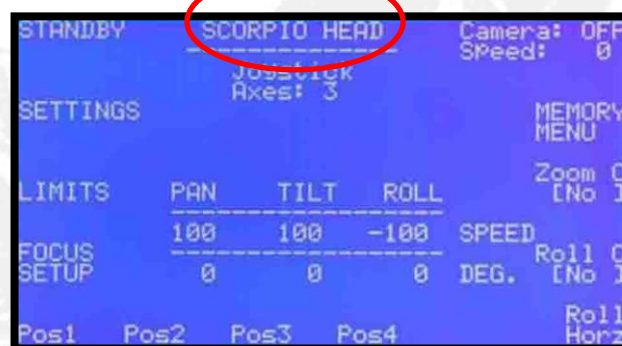 STANDBY SCORPIO HEAD Camera: OFF
Speed: 0
Joystick
Axes: 3
SETTINGS MEMORY
MENU
Zoom
LIMITS PAN TILT ROLL [No
100 100 -100 SPEED
FOCUS Roll
SETUP 0 0 0 DEG. [No
Roll
Pos1 Pos2 Pos3 Pos4 Horz